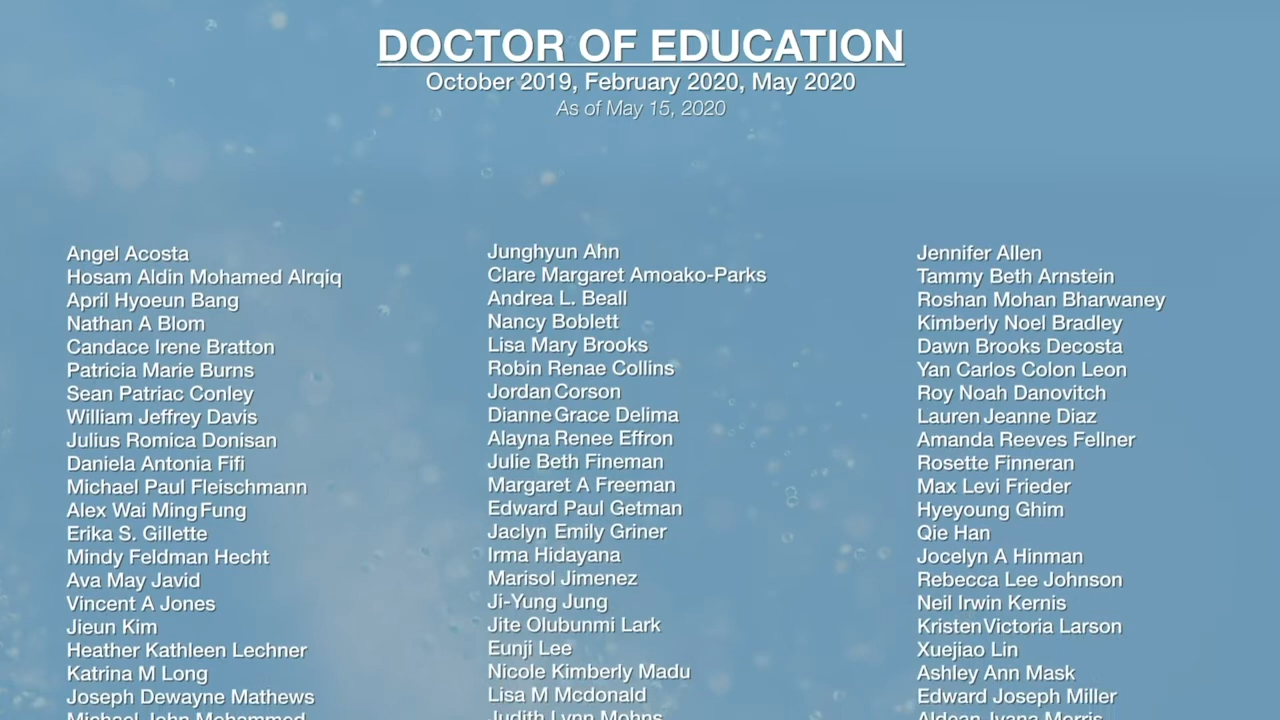 DOCTOR OF EDUCATION
October 2019, February 2020, May 2020
As of May 15, 2020
Angel Acosta
Hosam Aldin Mohamed Alrqiq
April Hyoeun Bang
Nathan A Blom
Candace Irene Bratton
Patricia Marie Burns
Sean Patriac Conley
William Jeffrey Davis
Julius Romica Donisan
Daniela Antonia Fifi
Michael Paul Fleischmann
Alex Wai Ming Fung
Erika S. Gillette
Mindy Feldman Hecht
Ava May Javid
Vincent A Jones
Jieun Kim
Heather Kathleen Lechner
Katrina M Long
Joseph Dewayne Mathews
Michael John Mohammed
Junghyun Ahn
Clare Margaret Amoako-Parks
Andrea L. Beall
Nancy Boblett
Lisa Mary Brooks
Robin Renae Collins
Jordan Corson
Dianne Grace Delima
Alayna Renee Effron
Julie Beth Fineman
Margaret A Freeman
Edward Paul Getman
Jaclyn Emily Griner
Irma Hidayana
Marisol Jimenez
Ji-Yung Jung
Jite Olubunmi Lark
Eunji Lee
Nicole Kimberly Madu
Lisa M Mcdonald
Judith Lynn Mohns
Jennifer Allen
Tammy Beth Arnstein
Roshan Mohan Bharwaney
Kimberly Noel Bradley
Dawn Brooks Decosta
Yan Carlos Colon Leon
Roy Noah Danovitch
Lauren Jeanne Diaz
Amanda Reeves Fellner
Rosette Finneran
Max Levi Frieder
Hyeyoung Ghim
Qie Han
Jocelyn A Hinman
Rebecca Lee Johnson
Neil Irwin Kernis
Kristen Victoria Larson
Xuejiao Lin
Ashley Ann Mask
Edward Joseph Miller
Aldean Ivana Morris